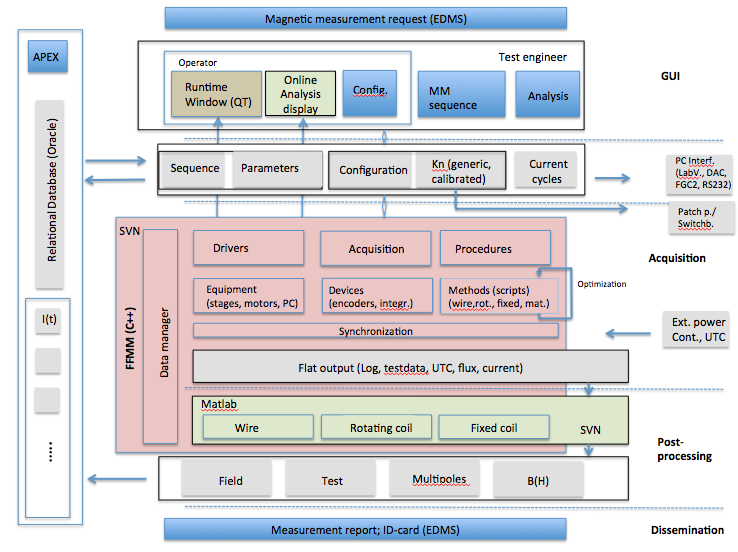 Magnetic measurement request (EDMS)
APEX
Operator
Test engineer
Runtime
Window (QT)
Online
Analysis
display
Config.
MM
sequence
Analysis
GUI
Relational Database (Oracle)
Sequence
Parameters
Configuration
Kn (generic,
calibrated)
Current
cycles
PC Interf.
(LabV., DAC,
FGC2, RS232)
Patch p./
Switchb.
SVN
Drivers
Acquisition
Procedures
Acquisition
FFMM (C++)
Data manager
Equipment
(stages, motors, PC)
Devices
(encoders, integr.)
Methods (scripts)
(wire,rot., fixed, mat.)
Optimization
I(t)
Synchronization
Ext. power
Cont., UTC
Flat output (Log, testdata, UTC, flux, current)
Matlab
Wire
Rotating coil
Fixed coil
SVN
Post-
processing
.....
Field
Test
Multipoles
B(H)
Measurement report; ID-card (EDMS)
Dissemination